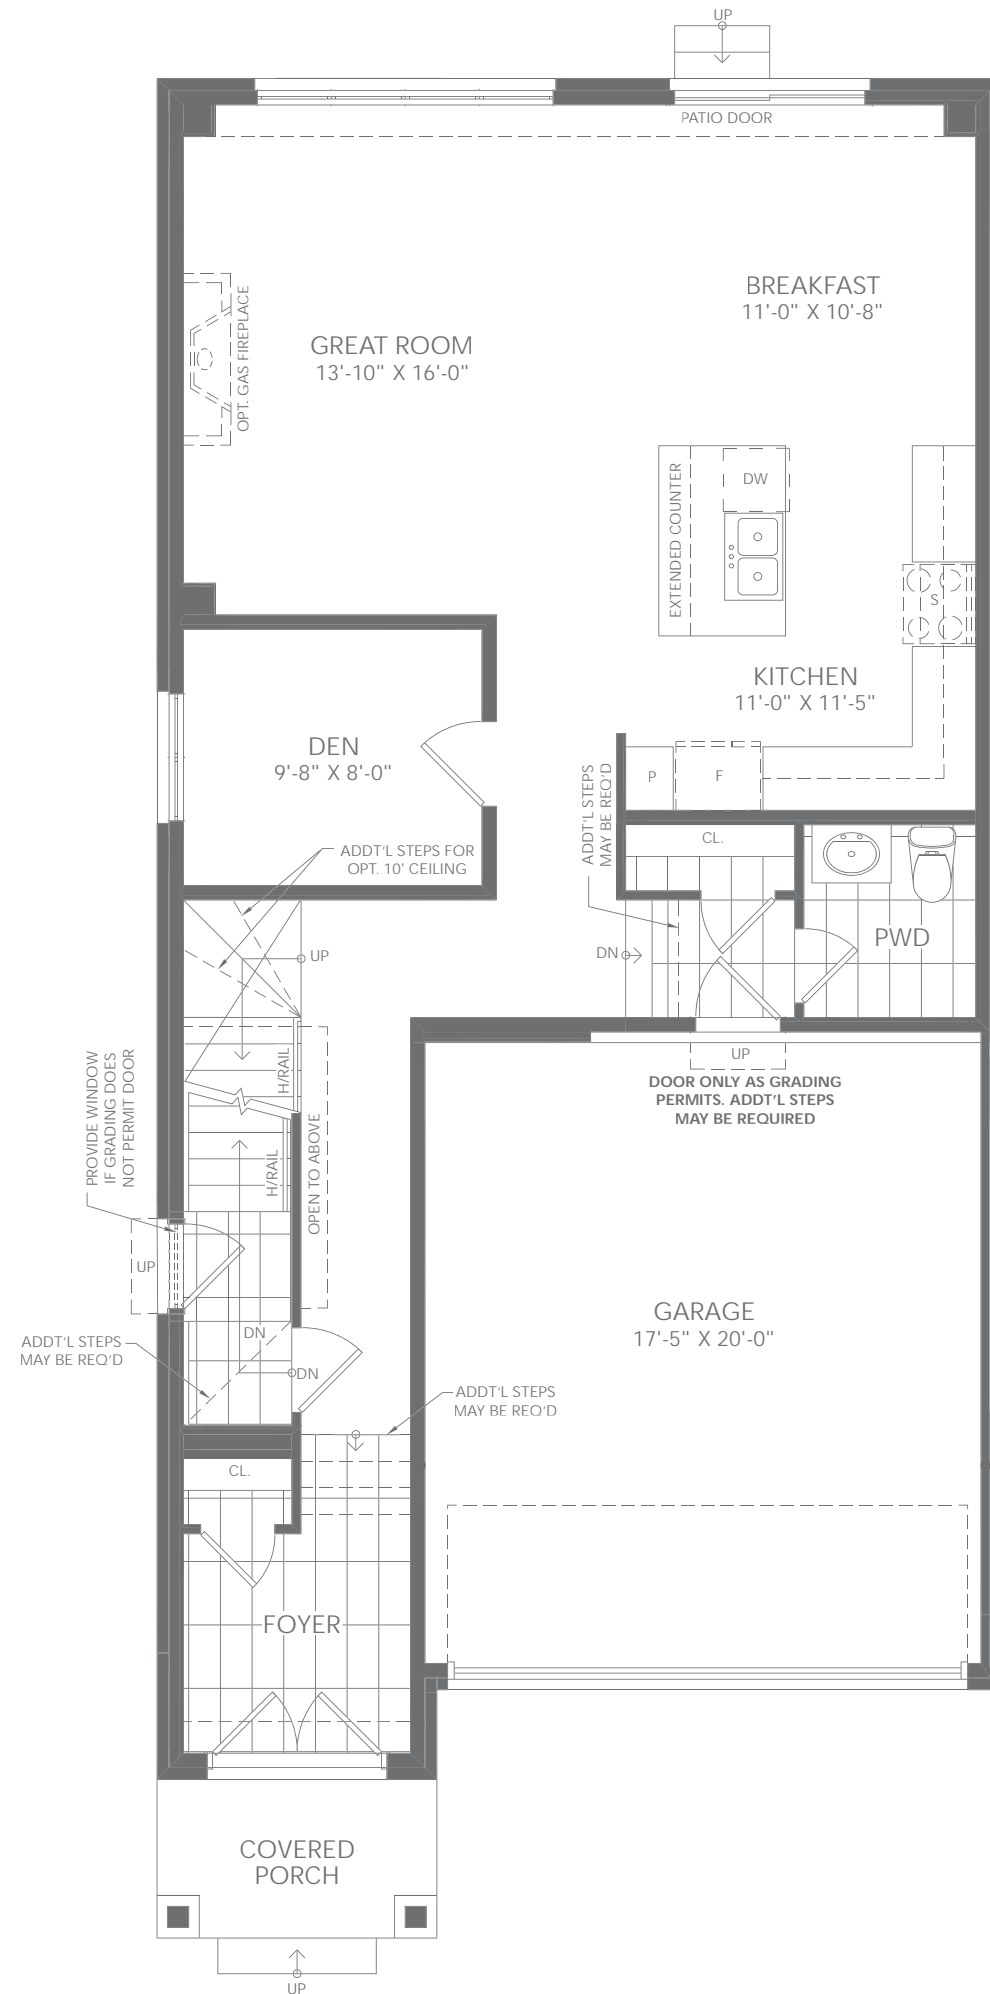 UP
PATIO DOOR
BREAKFAST
11'-0" X 10'-8"
OPT. GAS FIREPLACE
GREAT ROOM
13'-10" X 16'-0"
EXTENDED COUNTER
DW
S
KITCHEN
11'-0" X 11'-5"
DEN
9'-8" X 8'-0"
P
F
ADDT'L STEPS
MAY BE REQ'D
CL.
ADDT'L STEPS FOR
OPT. 10' CEILING
PWD
UP
DN
UP
DOOR ONLY AS GRADING
PERMITS. ADDT'L STEPS
MAY BE REQUIRED
PROVIDE WINDOW
IF GRADING DOES
NOT PERMIT DOOR
H/RAIL
H/RAIL
OPEN TO ABOVE
UP
GARAGE
17'-5" X 20'-0"
DN
ADDT'L STEPS
MAY BE REQ'D
DN
ADDT'L STEPS
MAY BE REQ'D
CL.
FOYER
COVERED
PORCH
UP